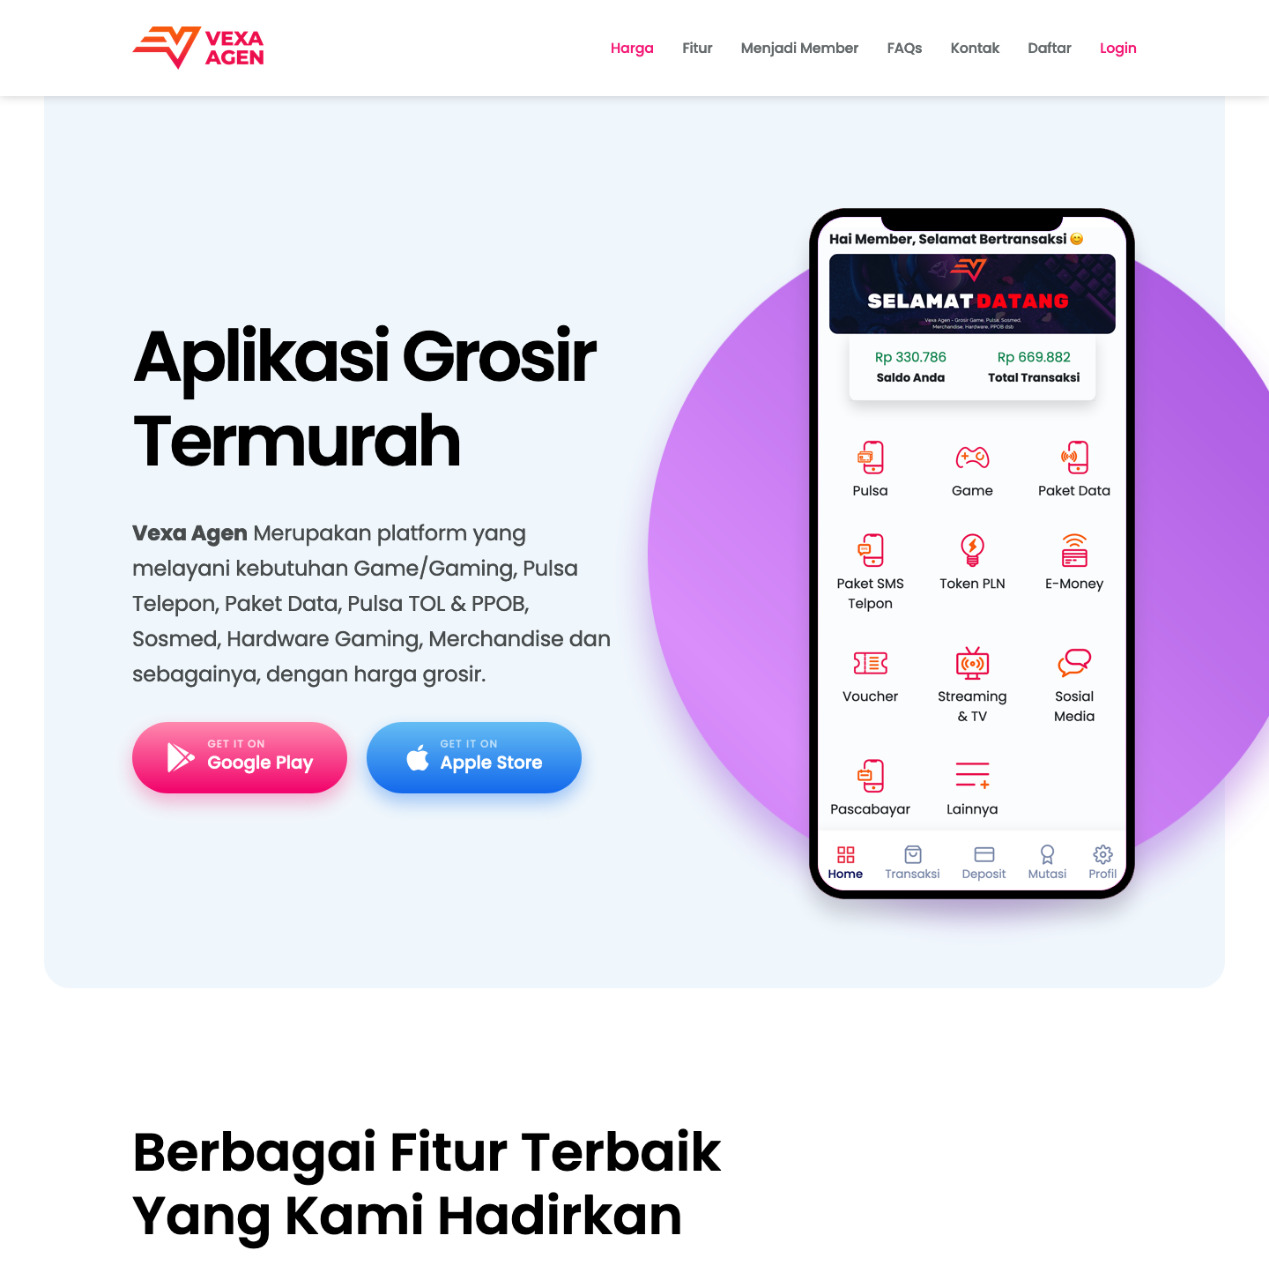 VEXA
AGEN
Harga Fitur Menjadi Member FAQs Kontak Daftar Login
Aplikasi Grosir
Termurah
Vexa Agen Merupakan platform yang
melayani kebutuhan Game/Gaming, Pulsa
Telepon, Paket Data, Pulsa TOL & PPOB,
Sosmed, Hardware Gaming, Merchandise dan
sebagainya, dengan harga grosir.
GET IT ON
Google Play
GET IT ON
Apple Store
Hai Member, Selamat Bertransaksi 😊
SELAMAT DATANG
Vexa Agen - Grosir Game, Pulsa, Sosmed,
Merchandise, Hardware, PPOB dsb
Rp 330.786 Rp 669.882
Saldo Anda Total Transaksi
Pulsa Game Paket Data
Paket SMS Token PLN E-Money
Telpon
Voucher Streaming Sosial
& TV Media
Pascabayar Lainnya
Home Transaksi Deposit Mutasi Profil
Berbagai Fitur Terbaik
Yang Kami Hadirkan